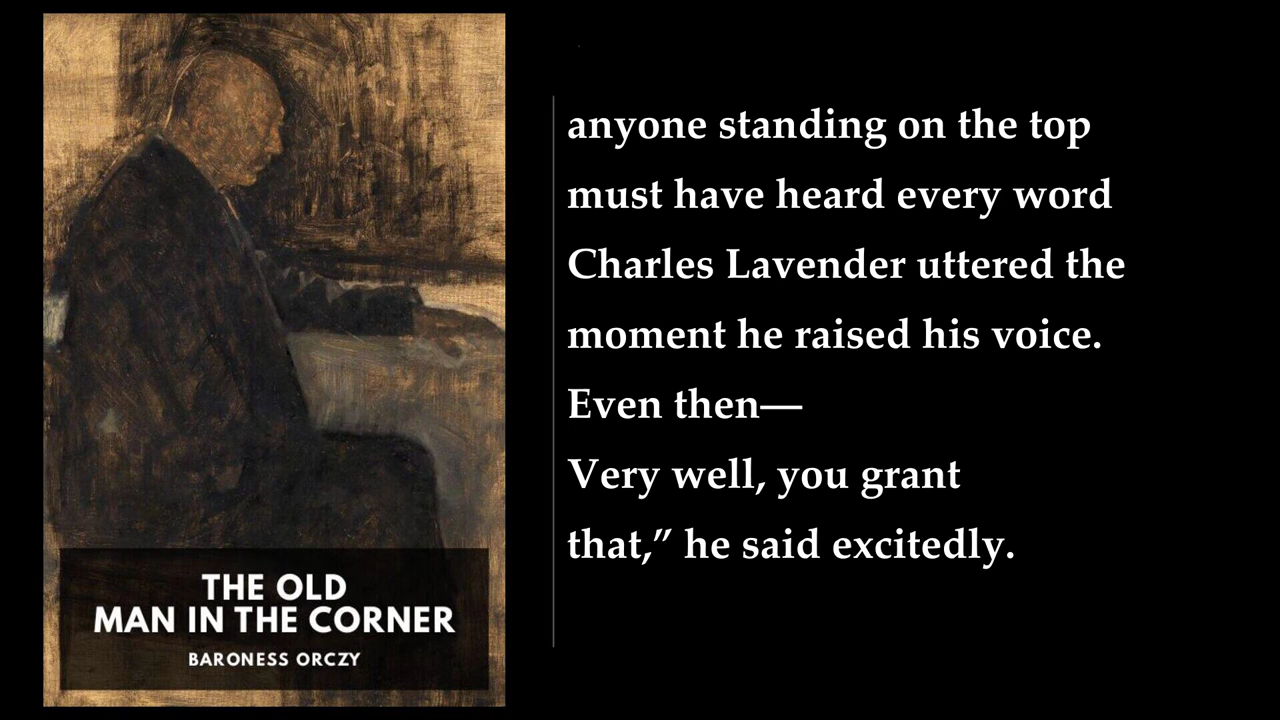 THE OLD
MAN IN THE CORNER
BARONESS ORCZY
anyone standing on the top
must have heard every word
Charles Lavender uttered the
moment he raised his voice.
Even then—
Very well, you grant
that,” he said excitedly.